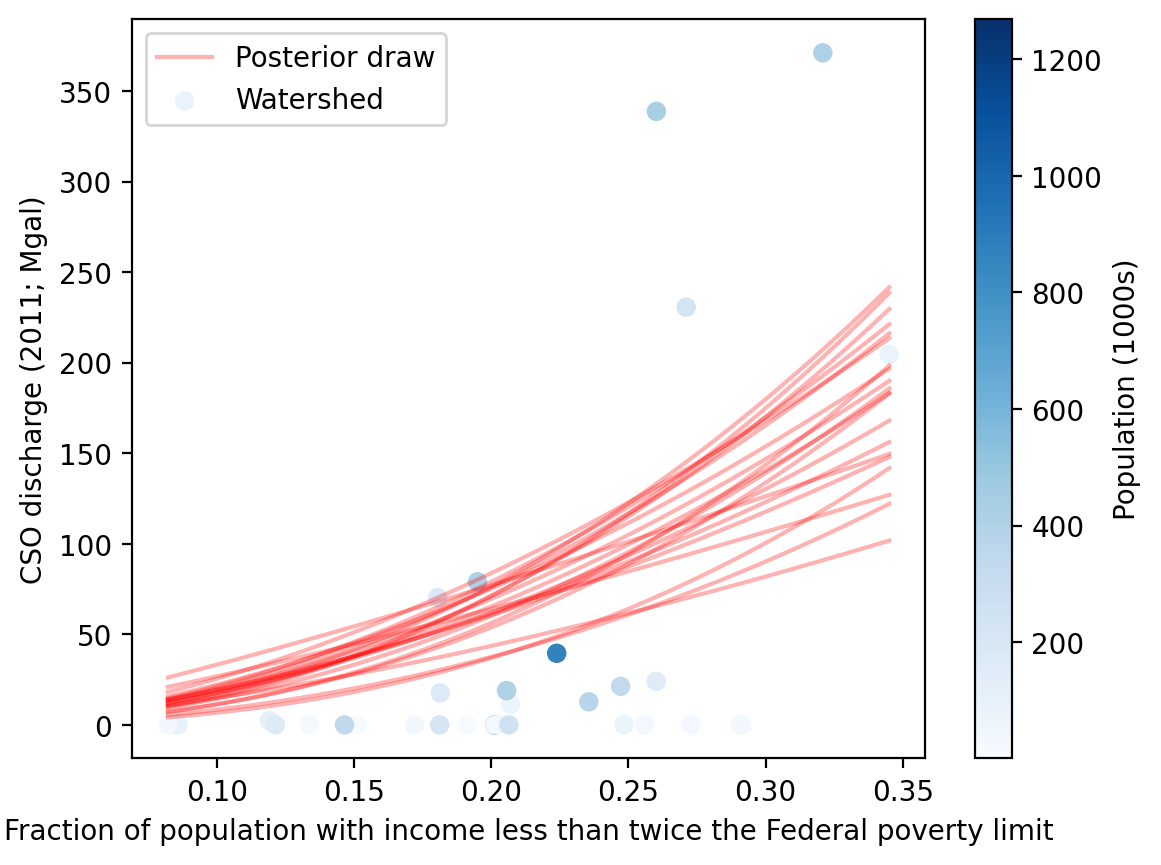 Posterior draw
Watershed
350
300
250
200
150
100
50
0
CSO discharge (2011; Mgal)
0.10 0.15 0.20 0.25 0.30 0.35
Fraction of population with income less than twice the Federal poverty limit
1200
1000
800
600
400
200
Population (1000s)